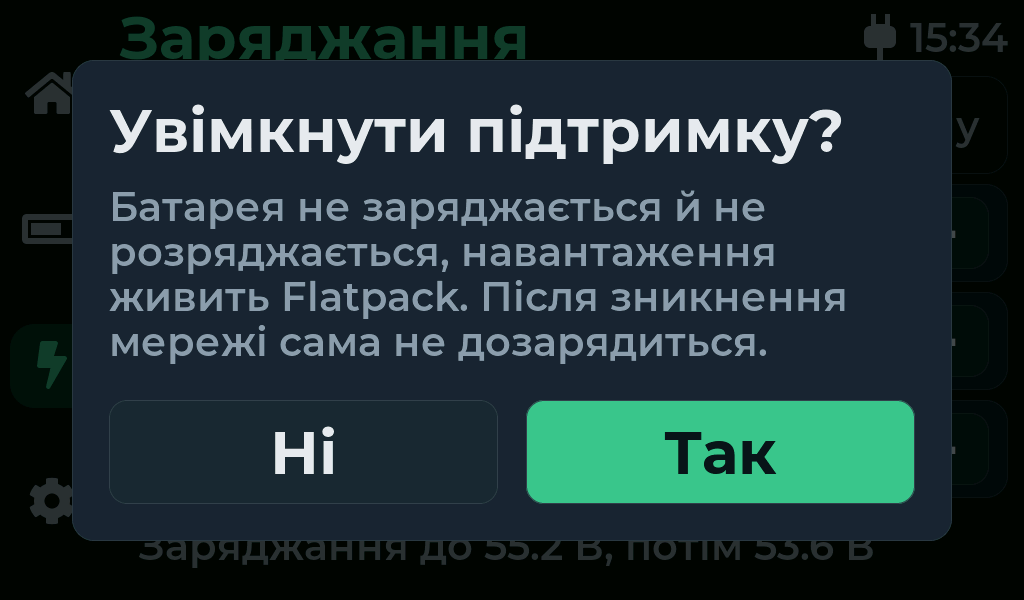 Заряджання
15:34
у
Увімкнути підтримку?
Батарея не заряджається й не
розряджається, навантаження
живить Flatpack. Після зникнення
мережі сама не дозарядиться.
Ні
Так
Заряджання до 55.2 В, потім 53.6 В